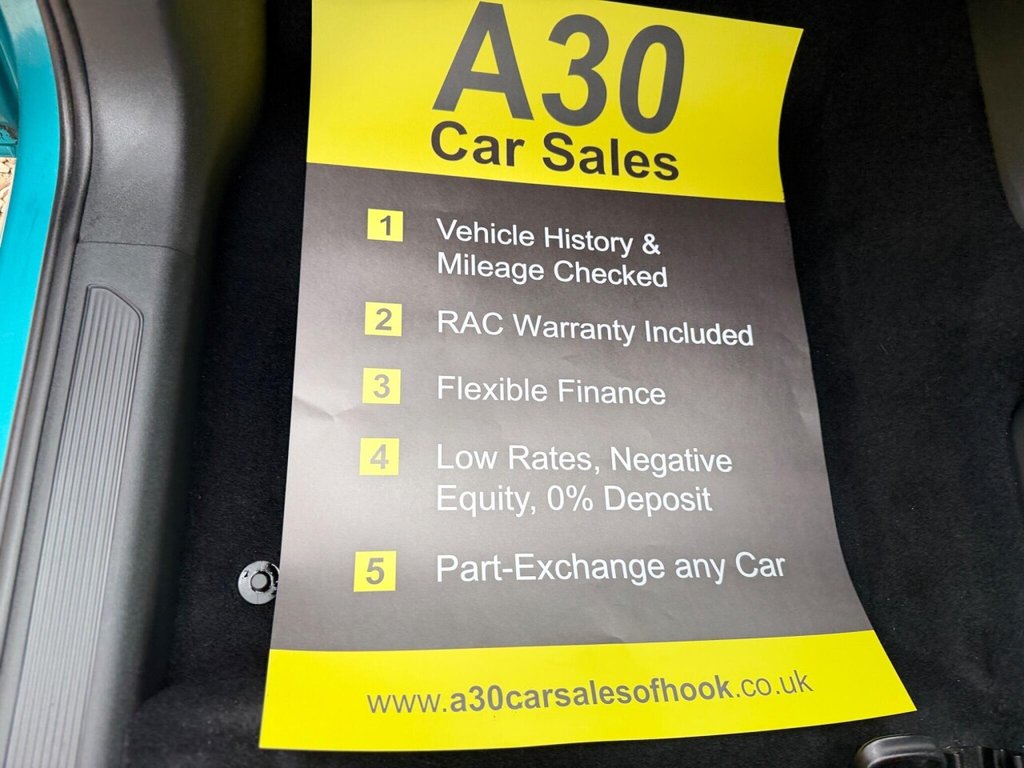 A30
Car Sales
1 Vehicle History &
Mileage Checked
2 RAC Warranty Included
3 Flexible Finance
4 Low Rates, Negative
Equity, 0% Deposit
5 Part-Exchange any Car
www.a30carsalesofhook.co.uk